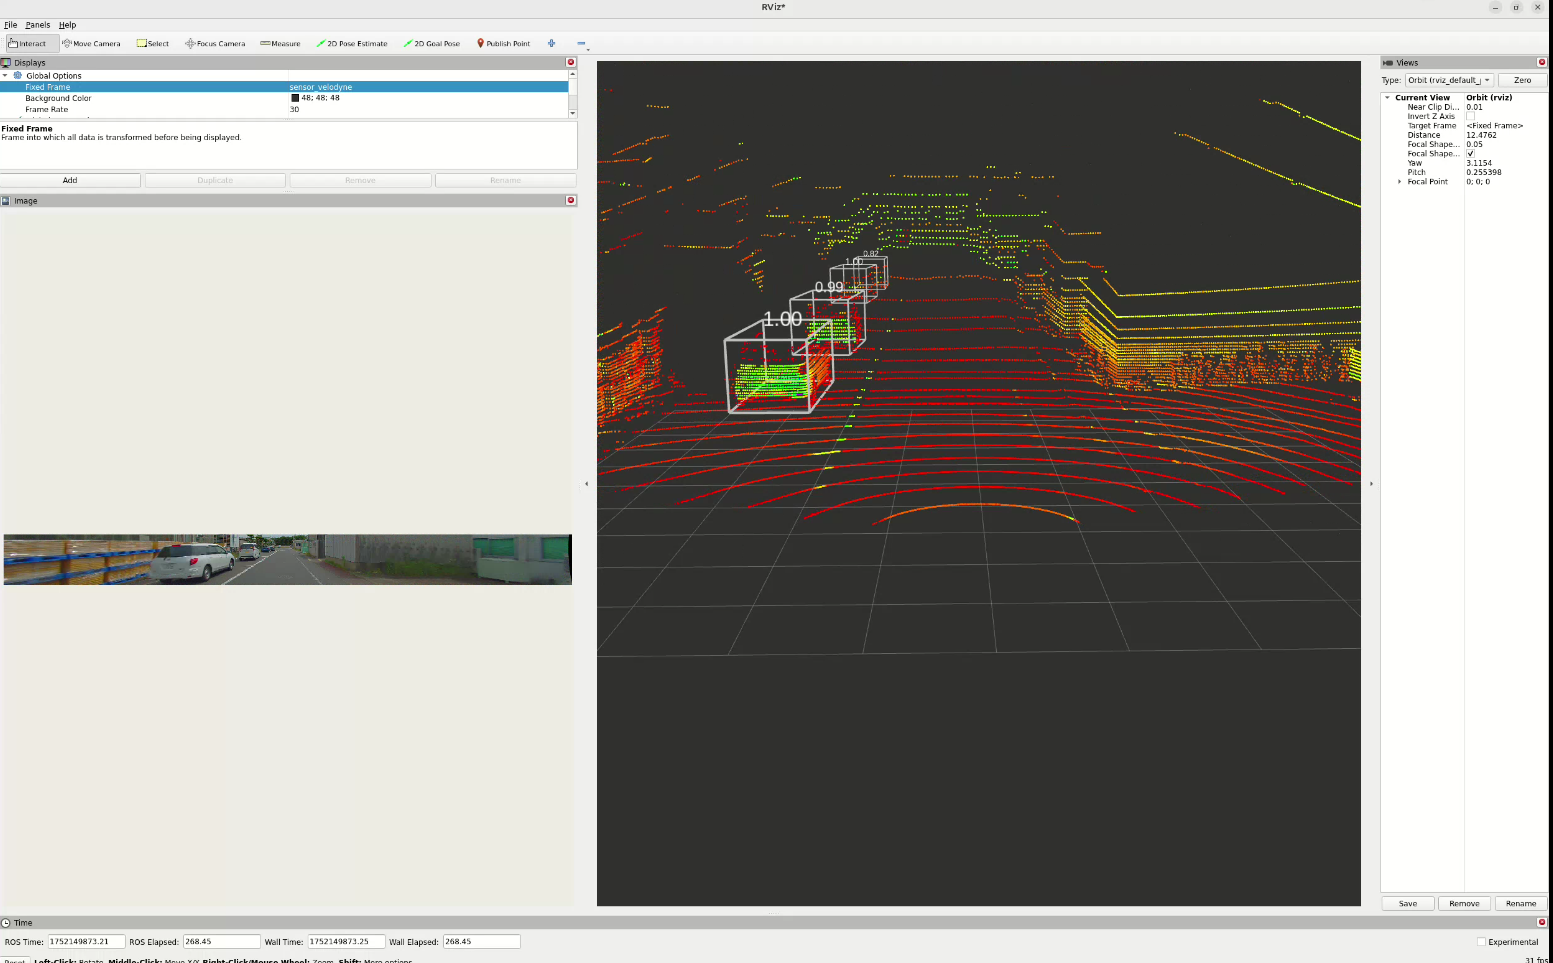 RViz*
File Panels Help
Interact Move Camera Select Focus Camera Measure 2D Pose Estimate 2D Goal Pose Publish Point
Displays
Global Options
Fixed Frame sensor_velodyne
Background Color 48; 48; 48
Frame Rate 30
Fixed Frame
Frame into which all data is transformed before being displayed.
Add Duplicate Remove Rename
Image
0.82
1.00
0.99
1.00
Views
Type: Orbit (rviz_default_ Zero
Current View Orbit (rviz)
Near Clip Di... 0.01
Invert Z Axis
Target Frame <Fixed Frame>
Distance 12.4762
Focal Shape... 0.05
Focal Shape... ✓
Yaw 3.1154
Pitch 0.255398
Focal Point 0; 0; 0
Save Remove Rename
Time
ROS Time: 1752149873.21 ROS Elapsed: 268.45 Wall Time: 1752149873.25 Wall Elapsed: 268.45 Experimental
Reset Left-Click: Rotate. Middle-Click: Move X/Y. Right-Click/Mouse Wheel: Zoom. Shift: More options. 31 fps